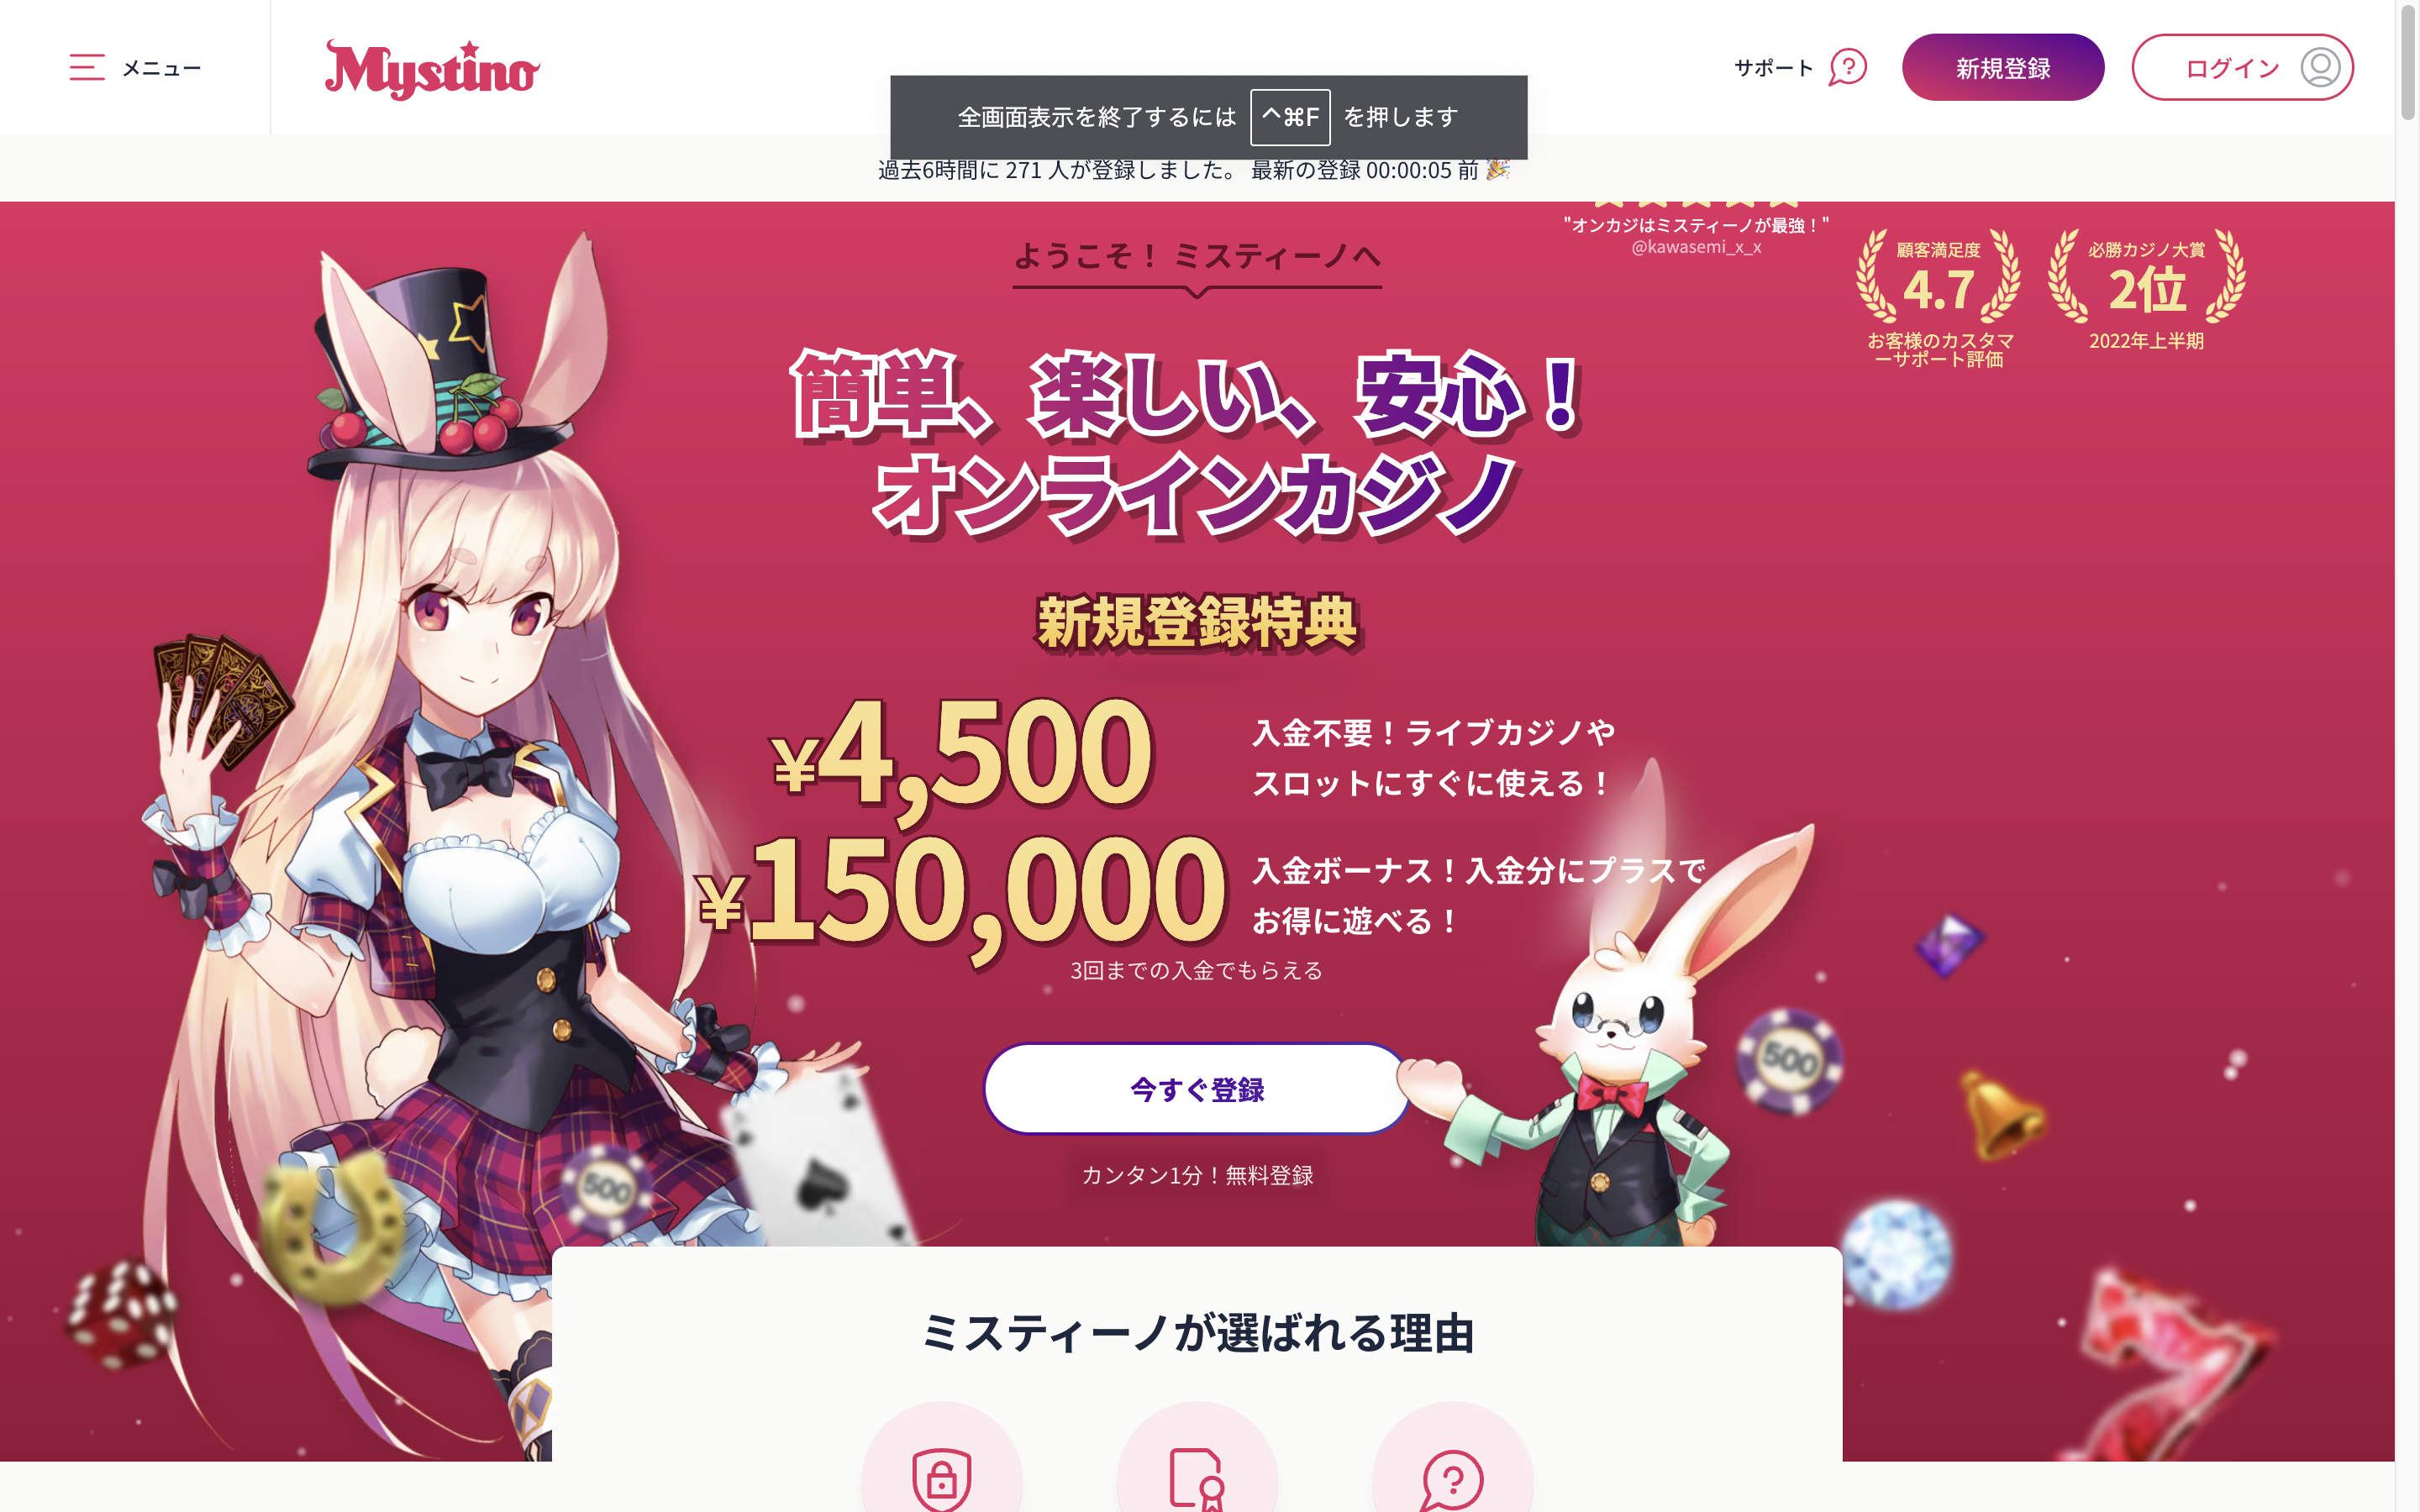 メニュー
Mystino
サポート
新規登録
ログイン
全画面表示を終了するには ^⌘F を押します
過去6時間に 271 人が登録しました。 最新の登録 00:00:05 前 🎉
"オンカジはミスティーノが最強！"
@kawasemi_x_x
顧客満足度
4.7
お客様のカスタマ
ーサポート評価
必勝カジノ大賞
2位
2022年上半期
ようこそ！ ミスティーノへ
簡単、楽しい、安心！
オンラインカジノ
新規登録特典
¥4,500
入金不要！ライブカジノや
スロットにすぐに使える！
¥150,000
入金ボーナス！入金分にプラスで
お得に遊べる！
3回までの入金でもらえる
今すぐ登録
カンタン1分！無料登録
500
500
7
ミスティーノが選ばれる理由